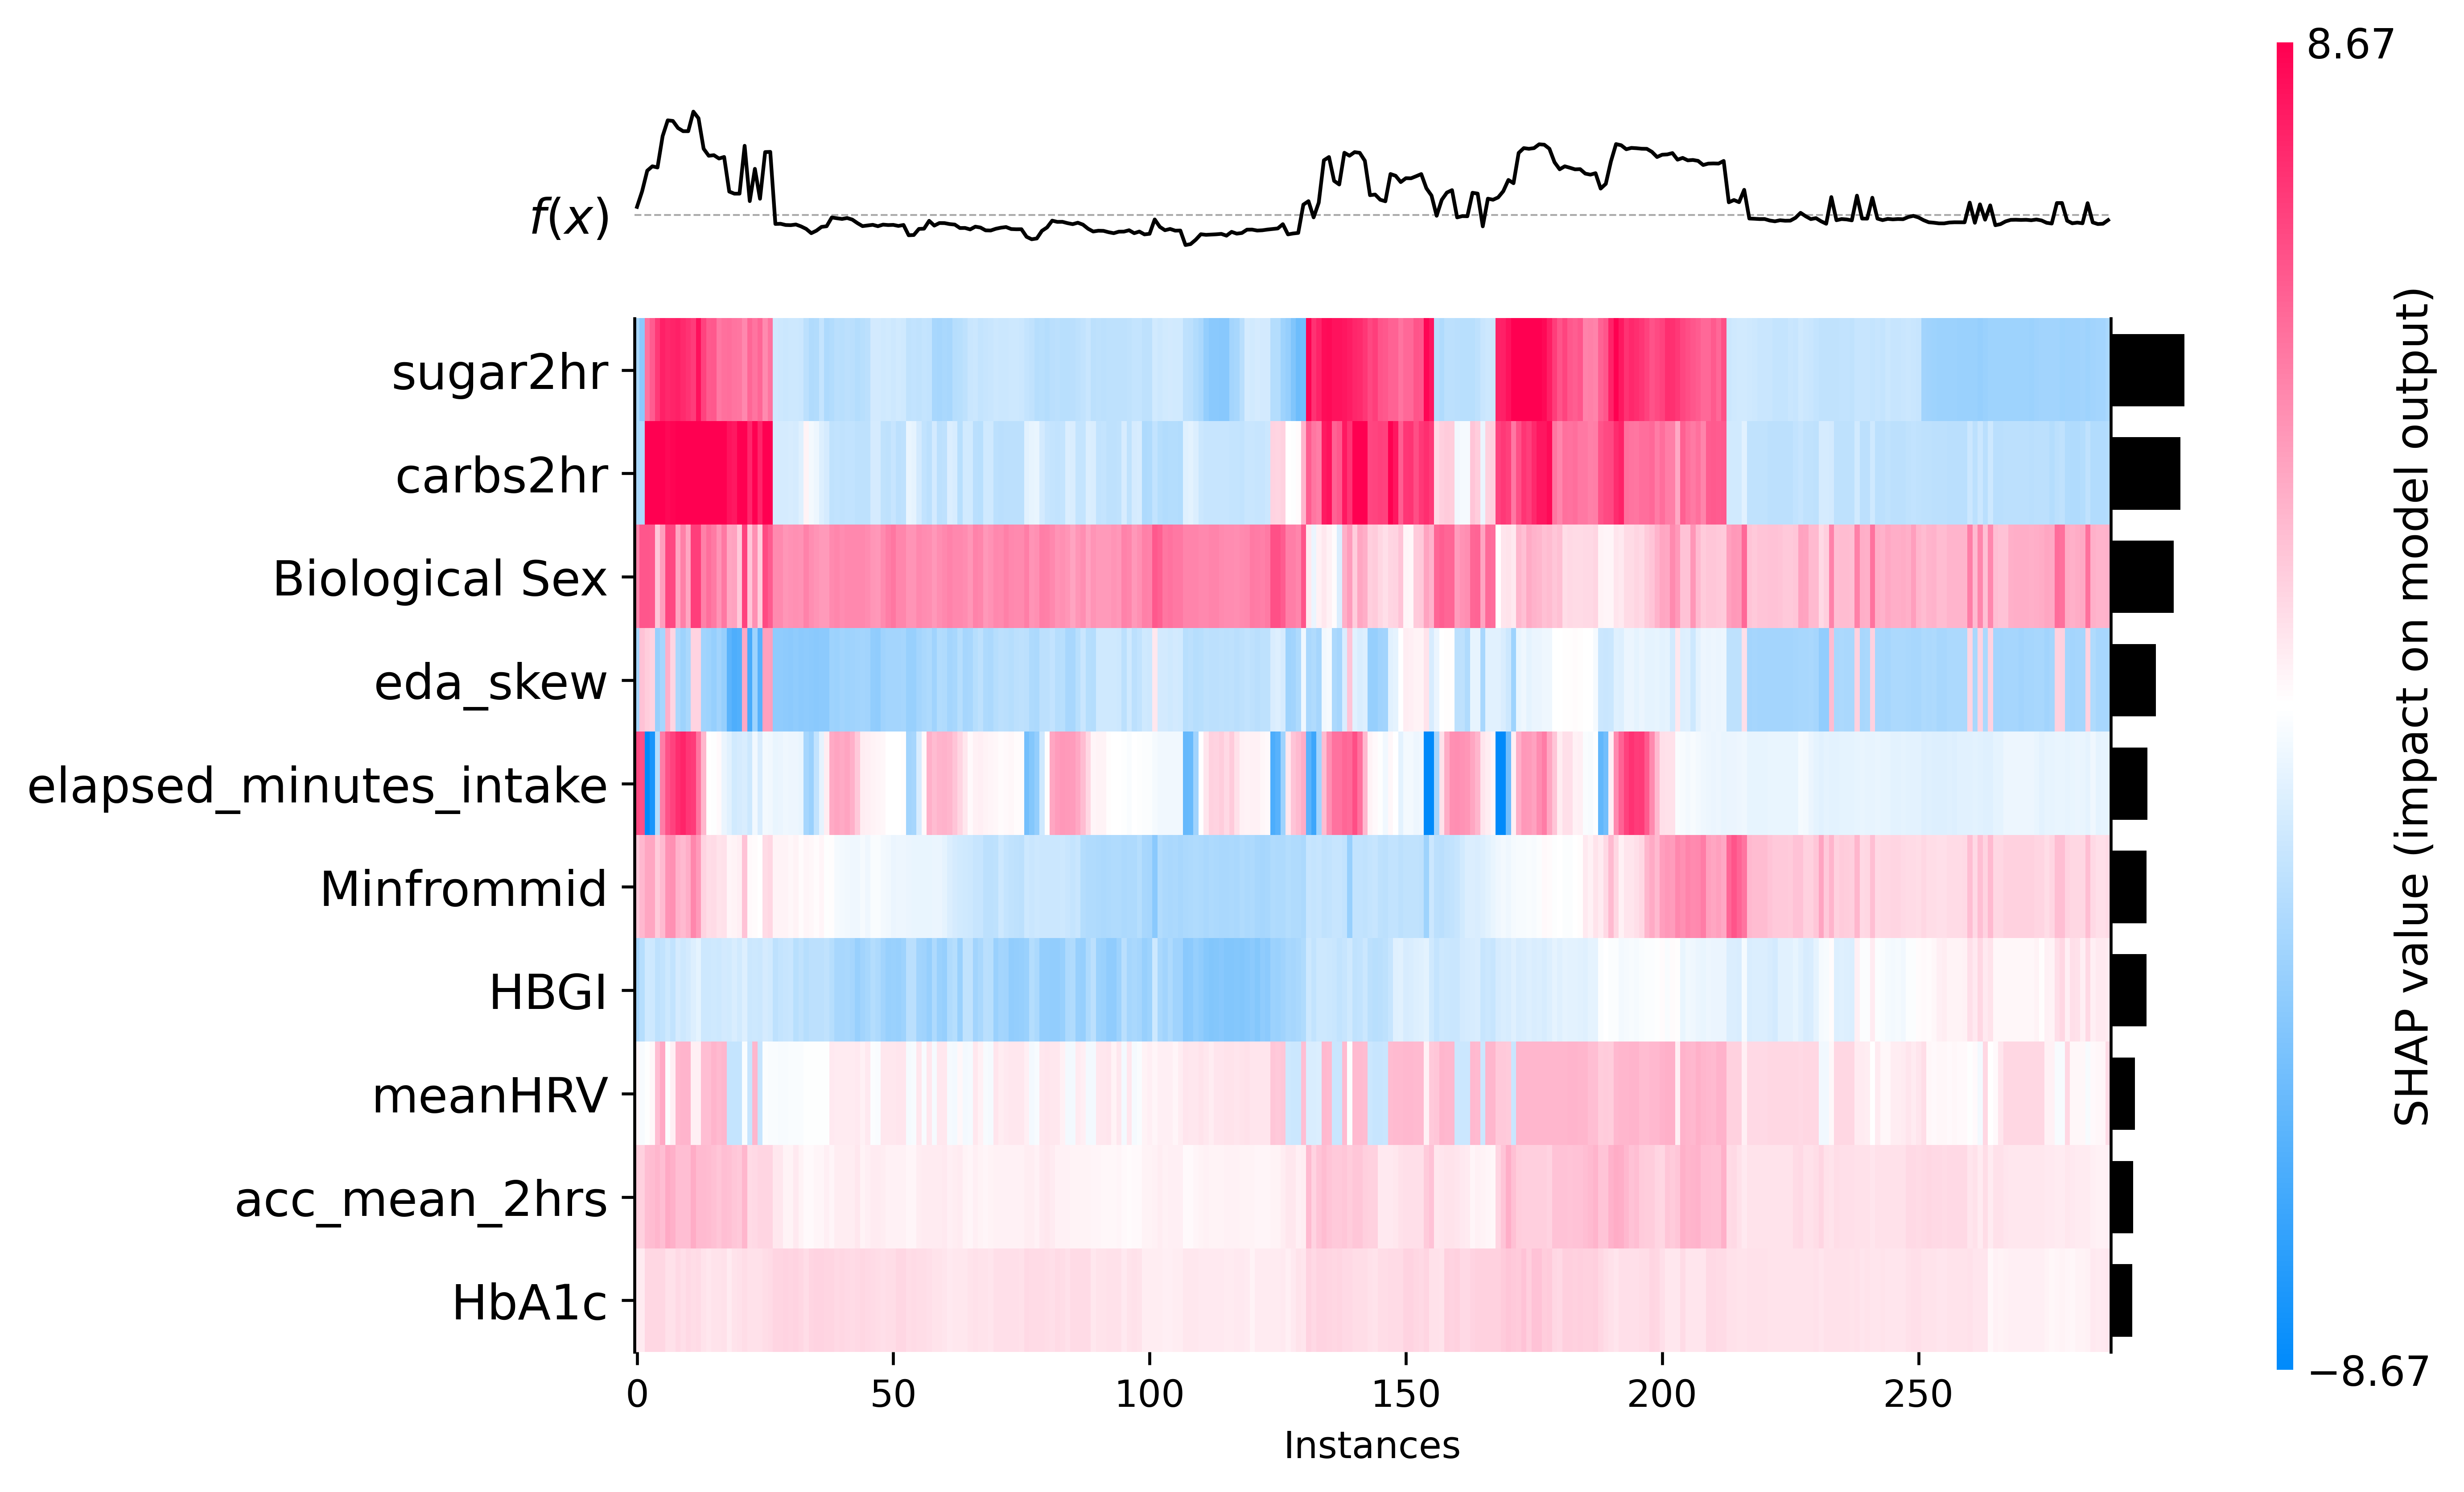 8.67
f(x)
sugar2hr
carbs2hr
Biological Sex
eda_skew
elapsed_minutes_intake
Minfrommid
HBGI
meanHRV
acc_mean_2hrs
HbA1c
0 50 100 150 200 250
Instances
−8.67
SHAP value (impact on model output)